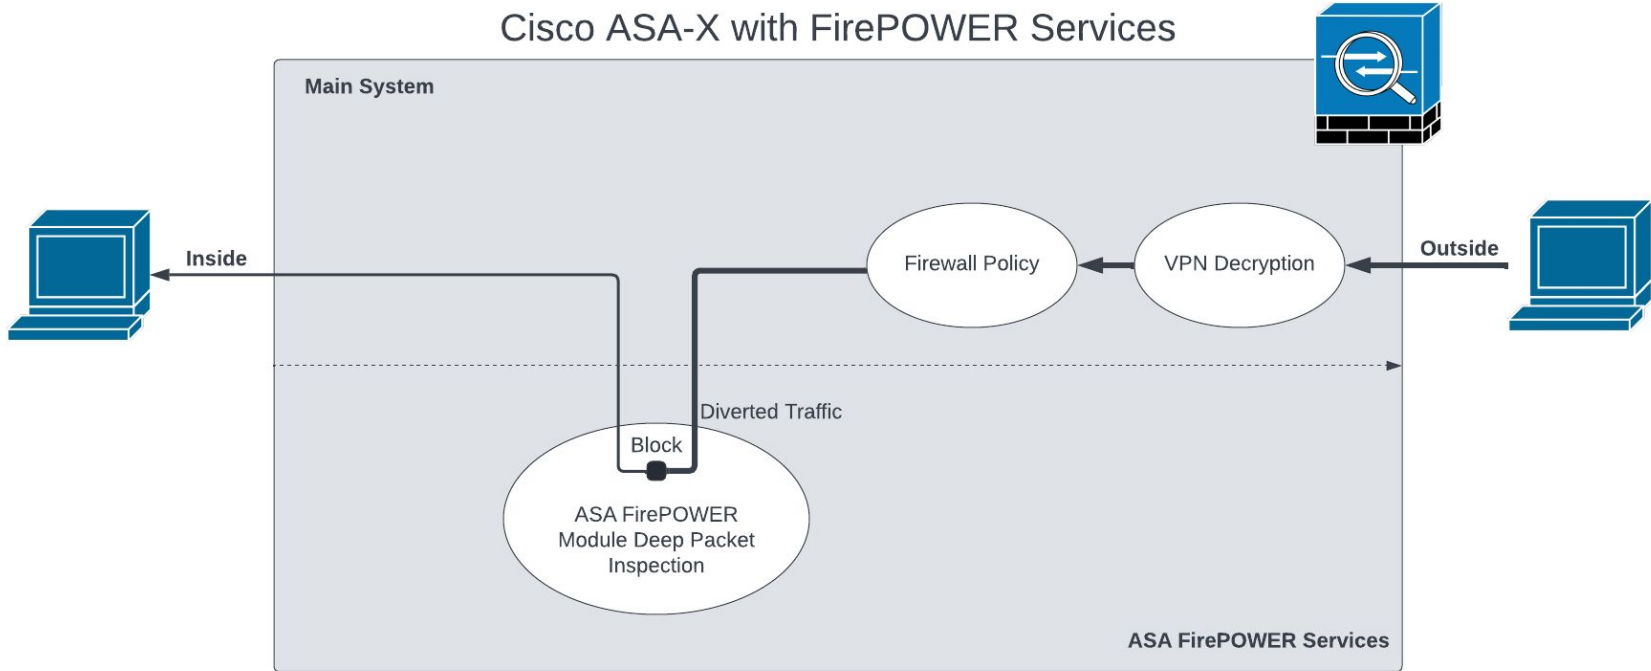 Cisco ASA-X with FirePOWER Services
Main System
Inside
Firewall Policy
VPN Decryption
Outside
Diverted Traffic
Block
ASA FirePOWER
Module Deep Packet
Inspection
ASA FirePOWER Services